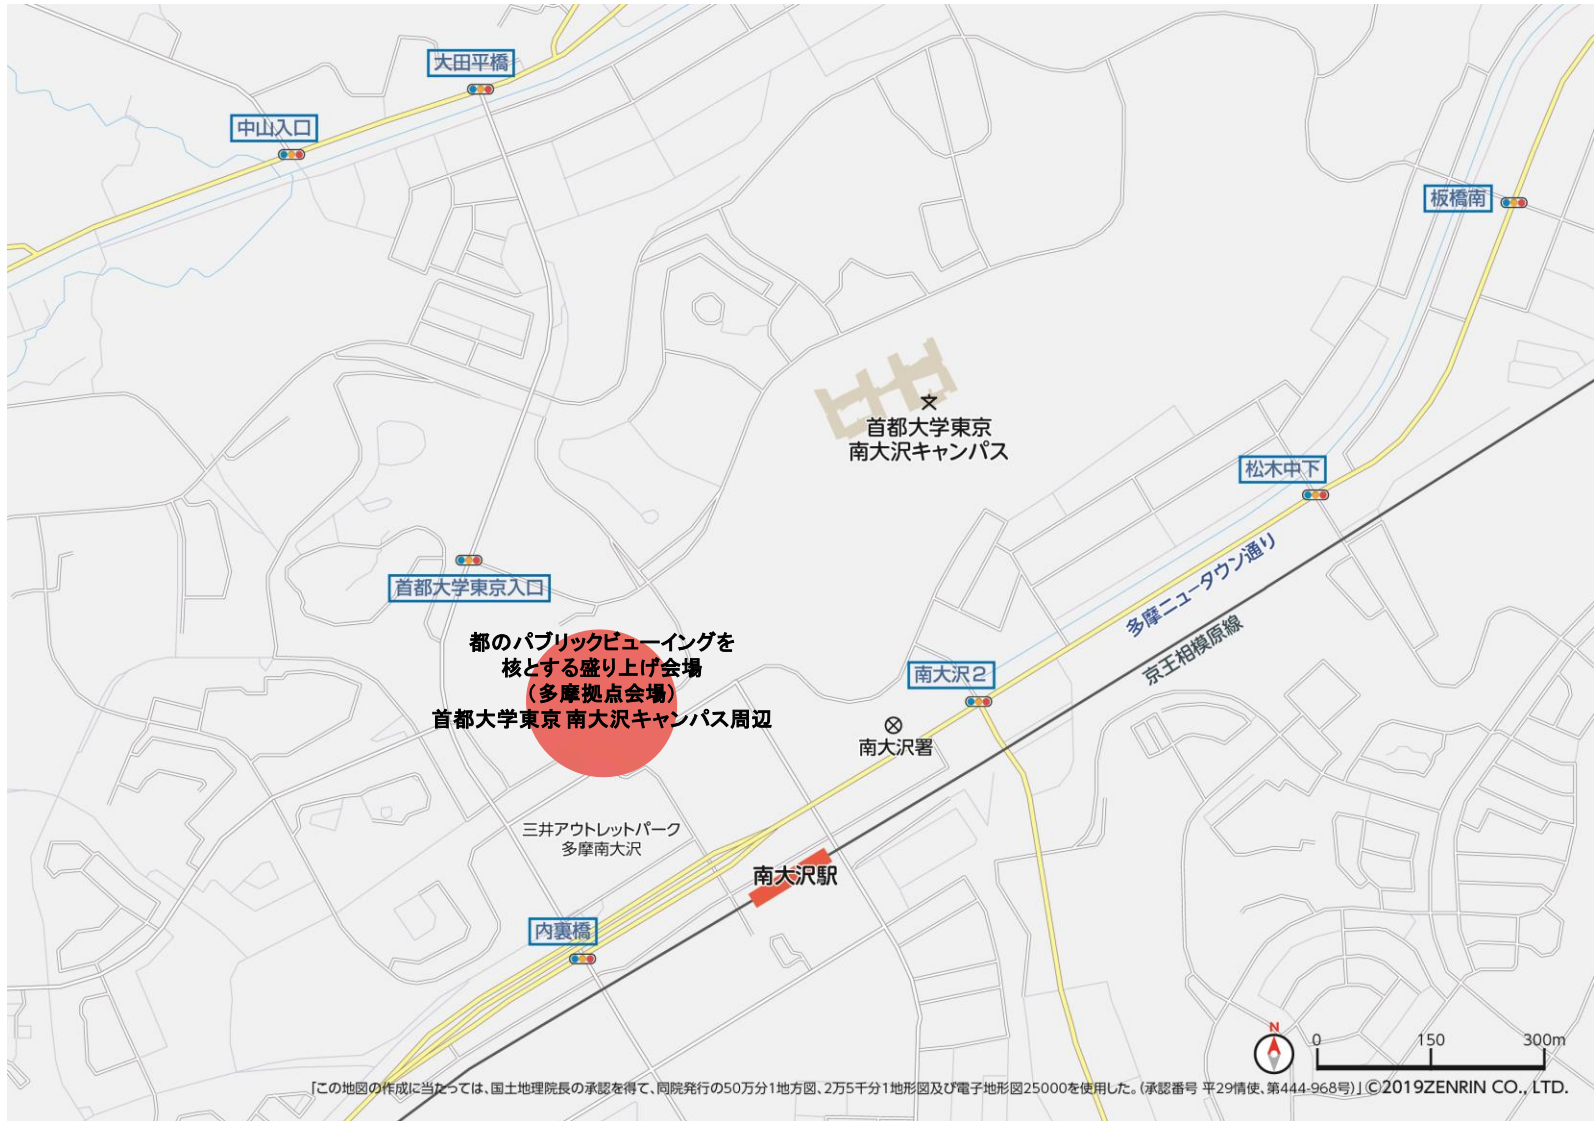 大田平橋
中山入口
板橋南
首都大学東京
南大沢キャンパス
松木中下
首都大学東京入口
多摩ニュータウン通り
京王相模原線
都のパブリックビューイングを
核とする盛り上げ会場
（多摩拠点会場）
首都大学東京 南大沢キャンパス周辺
南大沢2
南大沢署
三井アウトレットパーク
多摩南大沢
南大沢駅
内裏橋
N
0 150 300m
「この地図の作成に当たっては、国土地理院長の承認を得て、同院発行の50万分1地方図、2万5千分1地形図及び電子地形図25000を使用した。(承認番号 平29情使、第444-968号)」©2019ZENRIN CO., LTD.